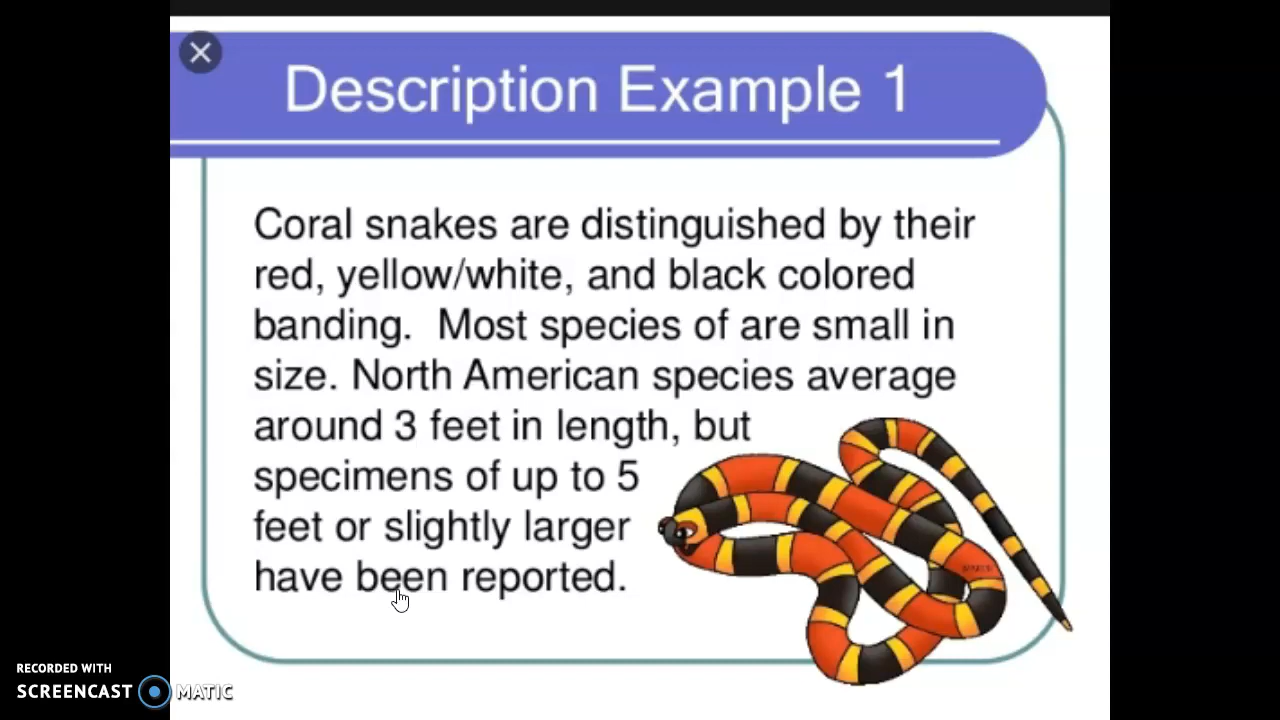 Description Example 1
Coral snakes are distinguished by their
red, yellow/white, and black colored
banding.  Most species of are small in
size. North American species average
around 3 feet in length, but
specimens of up to 5
feet or slightly larger
have been reported.
RECORDED WITH
SCREENCAST MATIC